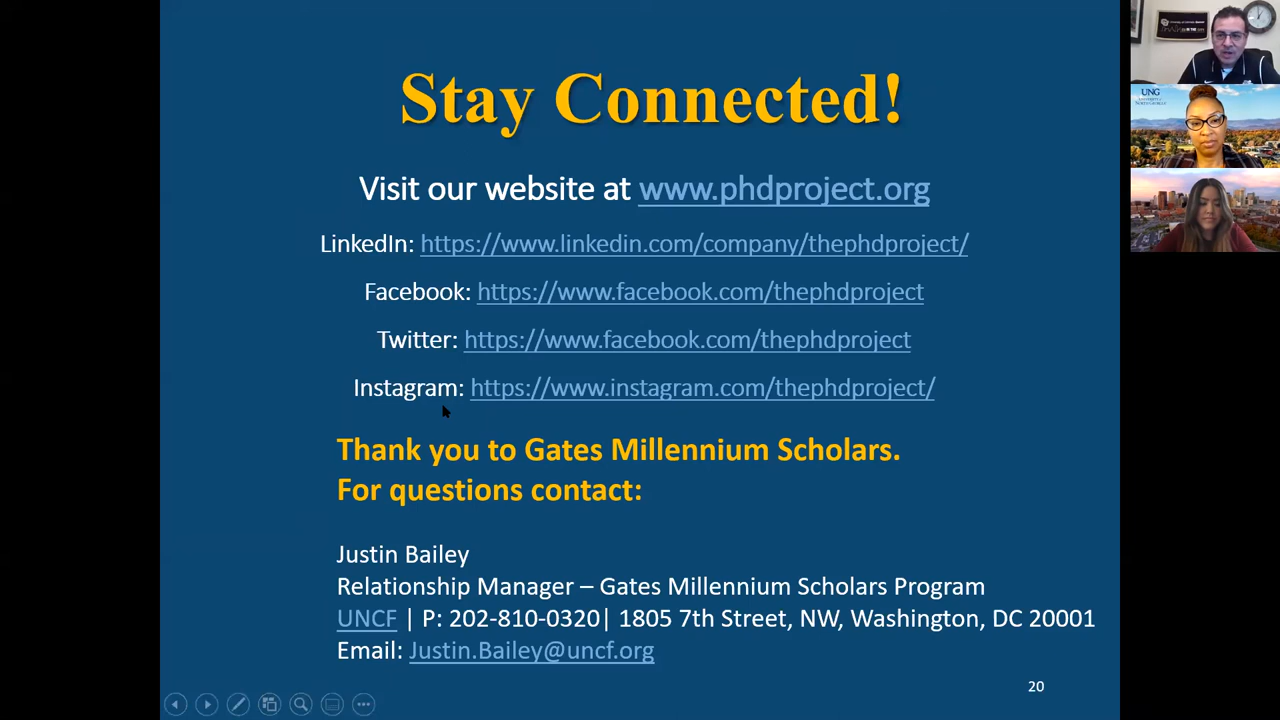 Stay Connected!
Visit our website at www.phdproject.org
LinkedIn: https://www.linkedin.com/company/thephdproject/
Facebook: https://www.facebook.com/thephdproject
Twitter: https://www.facebook.com/thephdproject
Instagram: https://www.instagram.com/thephdproject/
Thank you to Gates Millennium Scholars.
For questions contact:
Justin Bailey
Relationship Manager – Gates Millennium Scholars Program
UNCF | P: 202-810-0320| 1805 7th Street, NW, Washington, DC 20001
Email: Justin.Bailey@uncf.org
20
UNG